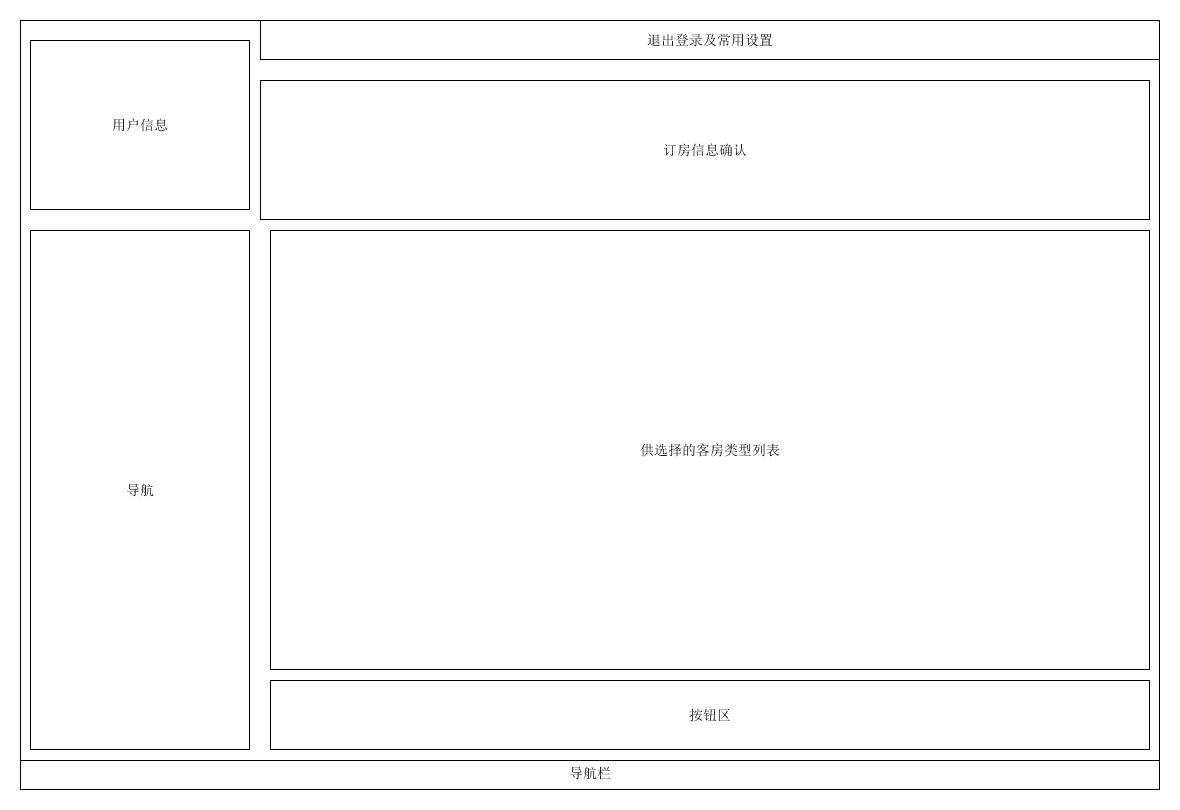 退出登录及常用设置
用户信息
订房信息确认
供选择的客房类型列表
导航
按钮区
导航栏